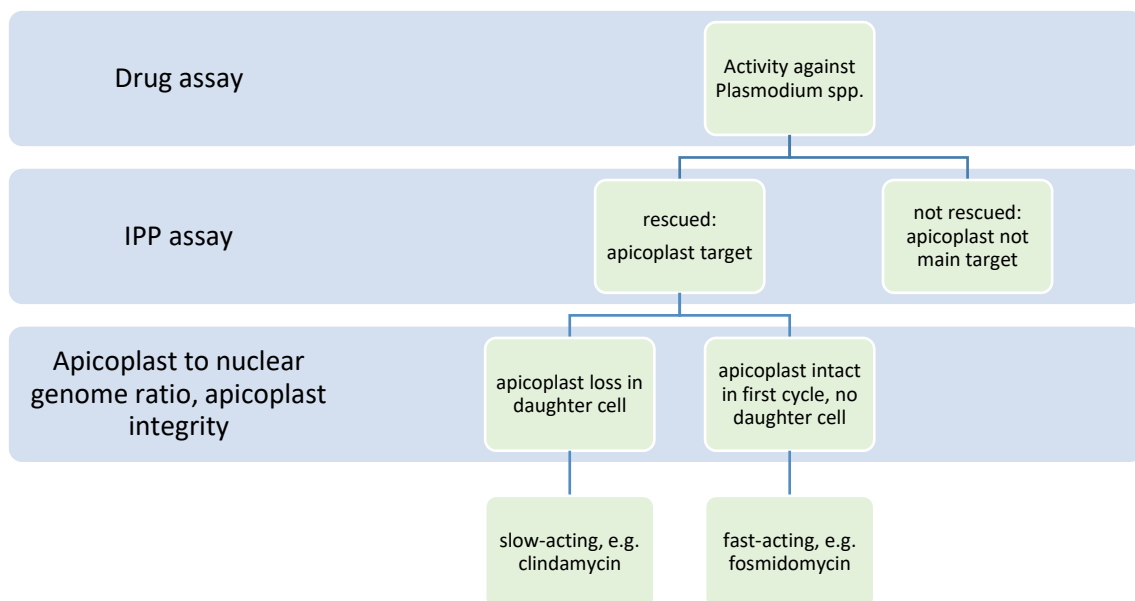 Drug assay
Activity against
Plasmodium spp.
IPP assay
rescued:
apicoplast target
not rescued:
apicoplast not
main target
Apicoplast to nuclear
genome ratio, apicoplast
integrity
apicoplast loss in
daughter cell
apicoplast intact
in first cycle, no
daughter cell
slow-acting, e.g.
clindamycin
fast-acting, e.g.
fosmidomycin